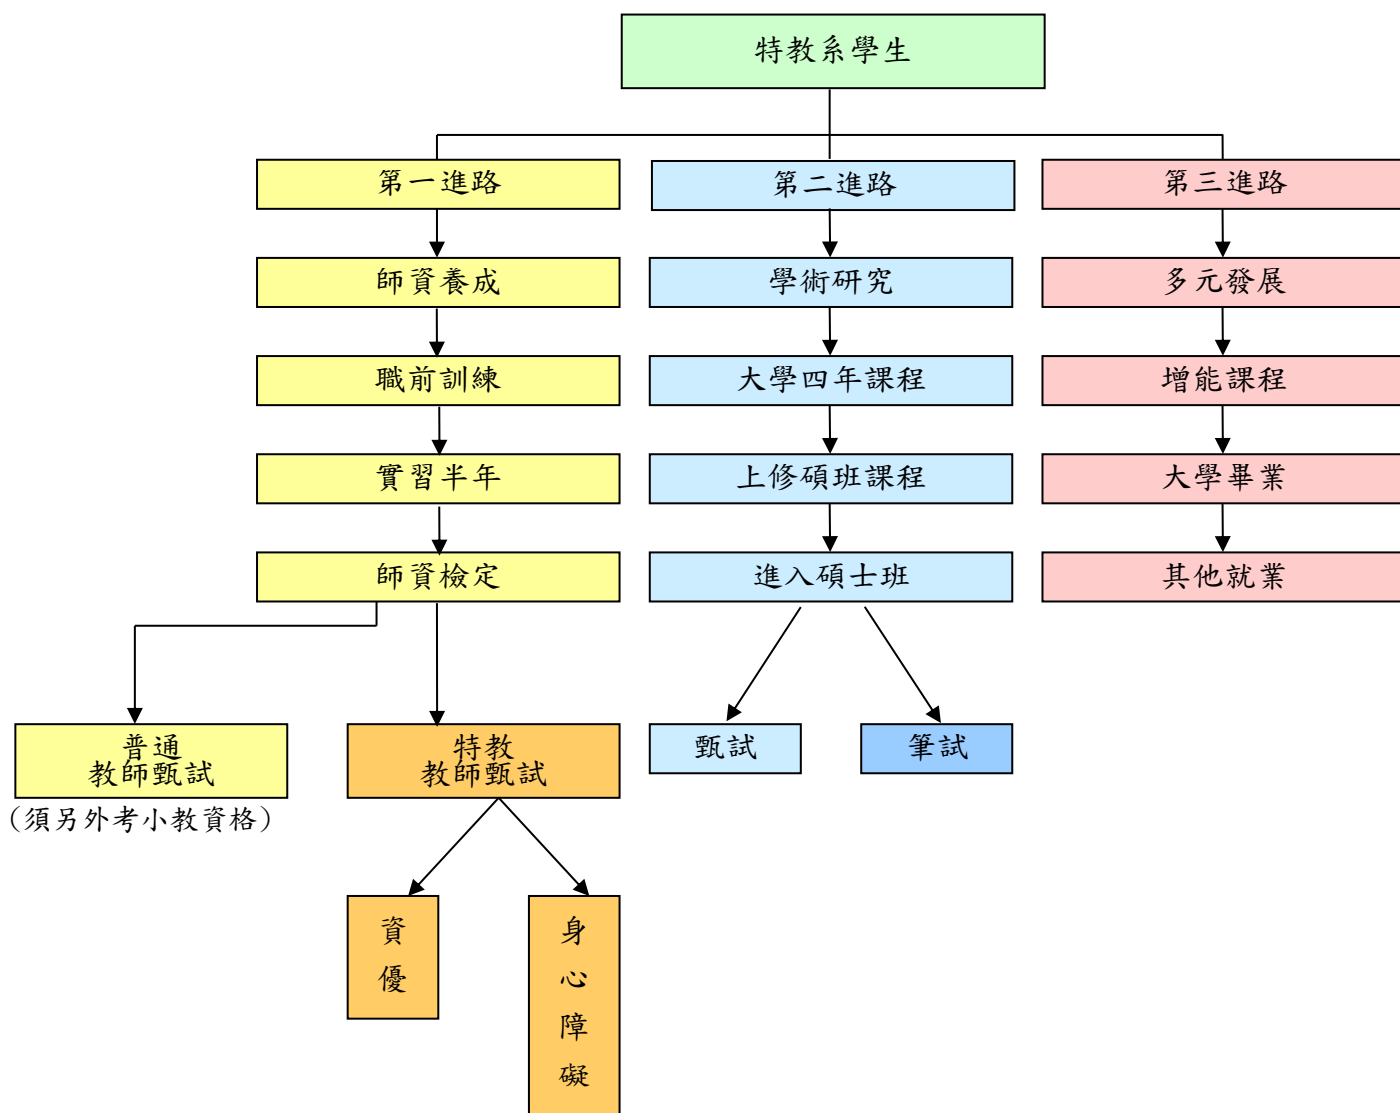 特教系學生
第一進路
第二進路
第三進路
師資養成
學術研究
多元發展
職前訓練
大學四年課程
增能課程
實習半年
上修碩班課程
大學畢業
師資檢定
進入碩士班
其他就業
普通
教師甄試
(須另外考小教資格)
特教
教師甄試
甄試
筆試
資優
身心障礙